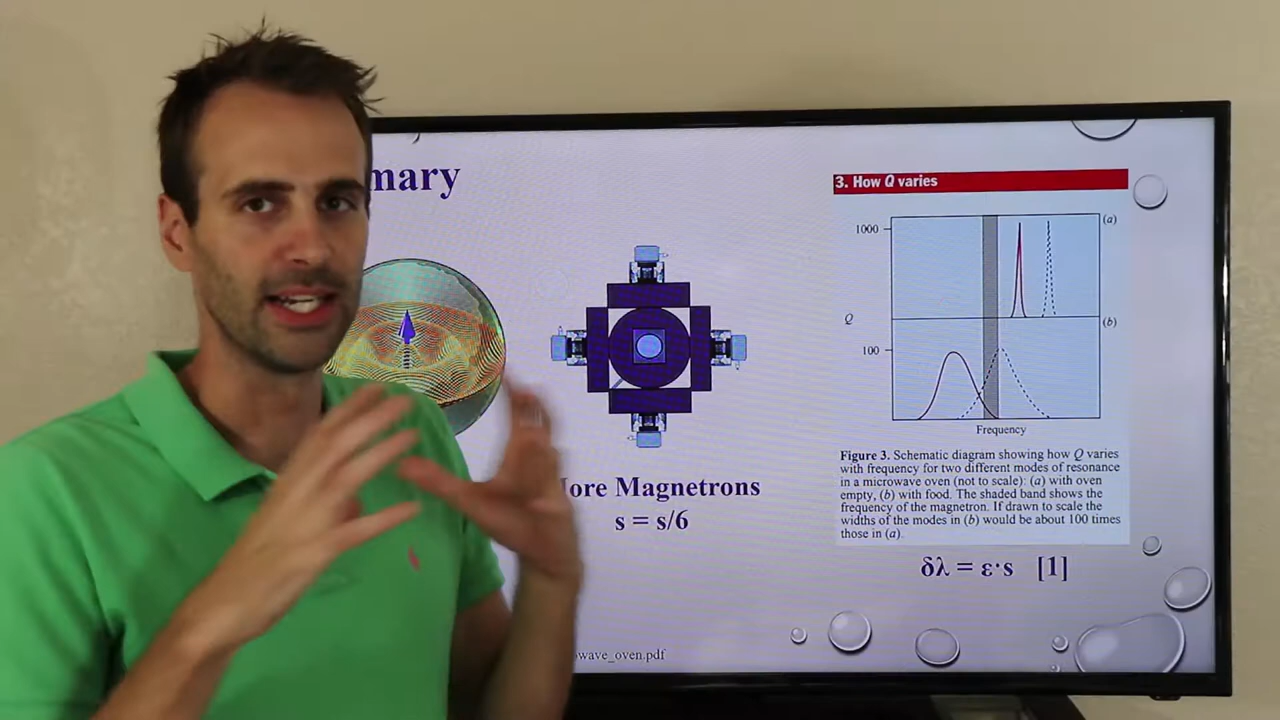 mary
ore Magnetrons
s = s/6
3. How Q varies
(a)
1000
(b)
Q
100
Frequency
Figure 3. Schematic diagram showing how Q varies
with frequency for two different modes of resonance
in a microwave oven (not to scale): (a) with oven
empty, (b) with food. The shaded band shows the
frequency of the magnetron. If drawn to scale the
widths of the modes in (b) would be about 100 times
those in (a).
δλ = ε·s [1]
wave_oven.pdf